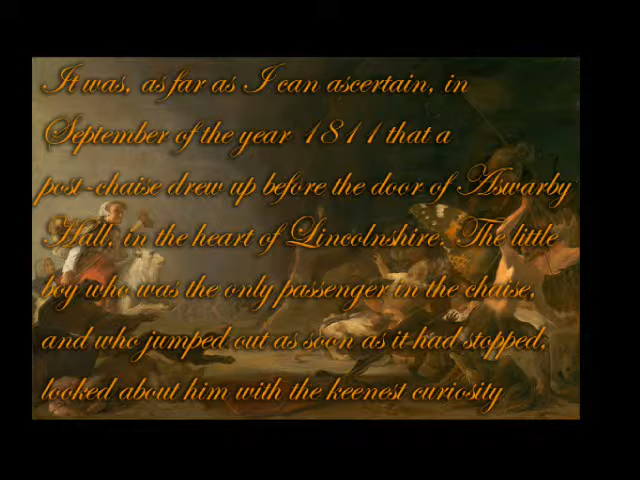 It was, as far as I can ascertain, in
September of the year 1811 that a
post-chaise drew up before the door of Aswarby
Hall, in the heart of Lincolnshire. The little
boy who was the only passenger in the chaise,
and who jumped out as soon as it had stopped,
looked about him with the keenest curiosity